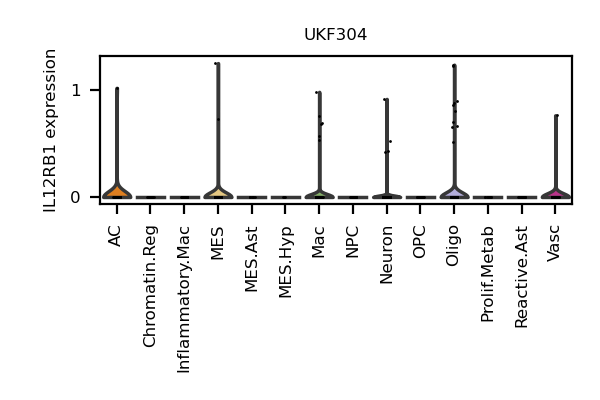 UKF304
IL12RB1 expression
1
0
AC
Chromatin.Reg
Inflammatory.Mac
MES
MES.Ast
MES.Hyp
Mac
NPC
Neuron
OPC
Oligo
Prolif.Metab
Reactive.Ast
Vasc